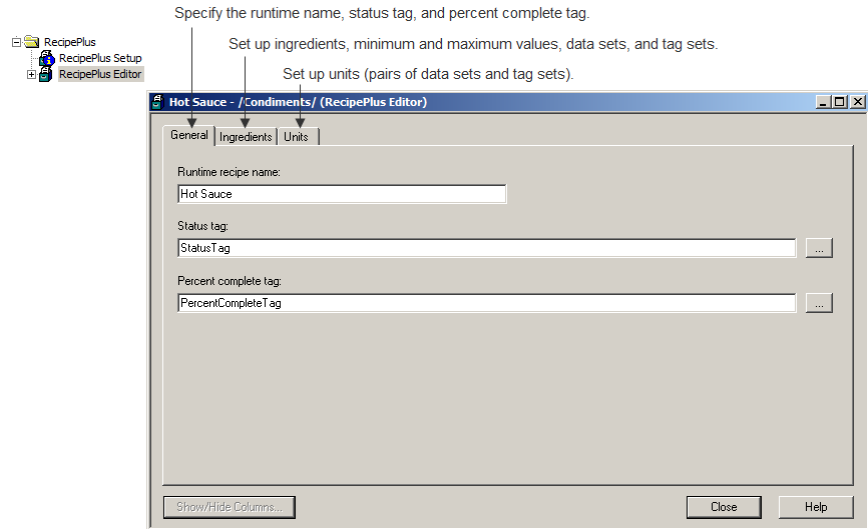 Specify the runtime name, status tag, and percent complete tag.
RecipePlus
Set up ingredients, minimum and maximum values, data sets, and tag sets.
RecipePlus Setup
RecipePlus Editor
Set up units (pairs of data sets and tag sets).
Hot Sauce - /Condiments/ (RecipePlus Editor)
General Ingredients Units
Runtime recipe name:
Hot Sauce
Status tag:
StatusTag ...
Percent complete tag:
PercentCompleteTag ...
Show/Hide Columns... Close Help